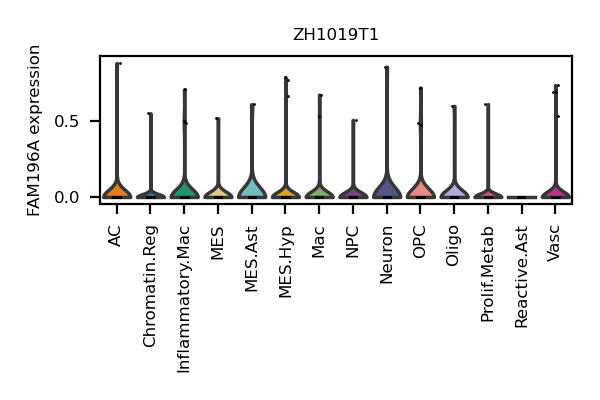 ZH1019T1
FAM196A expression
0.5
0.0
AC
Chromatin.Reg
Inflammatory.Mac
MES
MES.Ast
MES.Hyp
Mac
NPC
Neuron
OPC
Oligo
Prolif.Metab
Reactive.Ast
Vasc